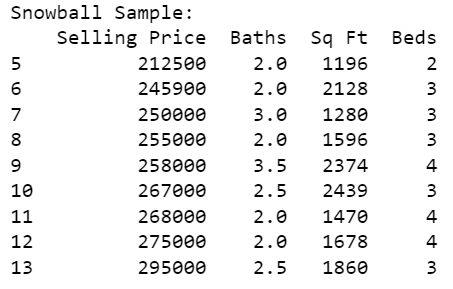 Snowball Sample:
Selling Price Baths Sq Ft Beds
5 212500 2.0 1196 2
6 245900 2.0 2128 3
7 250000 3.0 1280 3
8 255000 2.0 1596 3
9 258000 3.5 2374 4
10 267000 2.5 2439 3
11 268000 2.0 1470 4
12 275000 2.0 1678 4
13 295000 2.5 1860 3